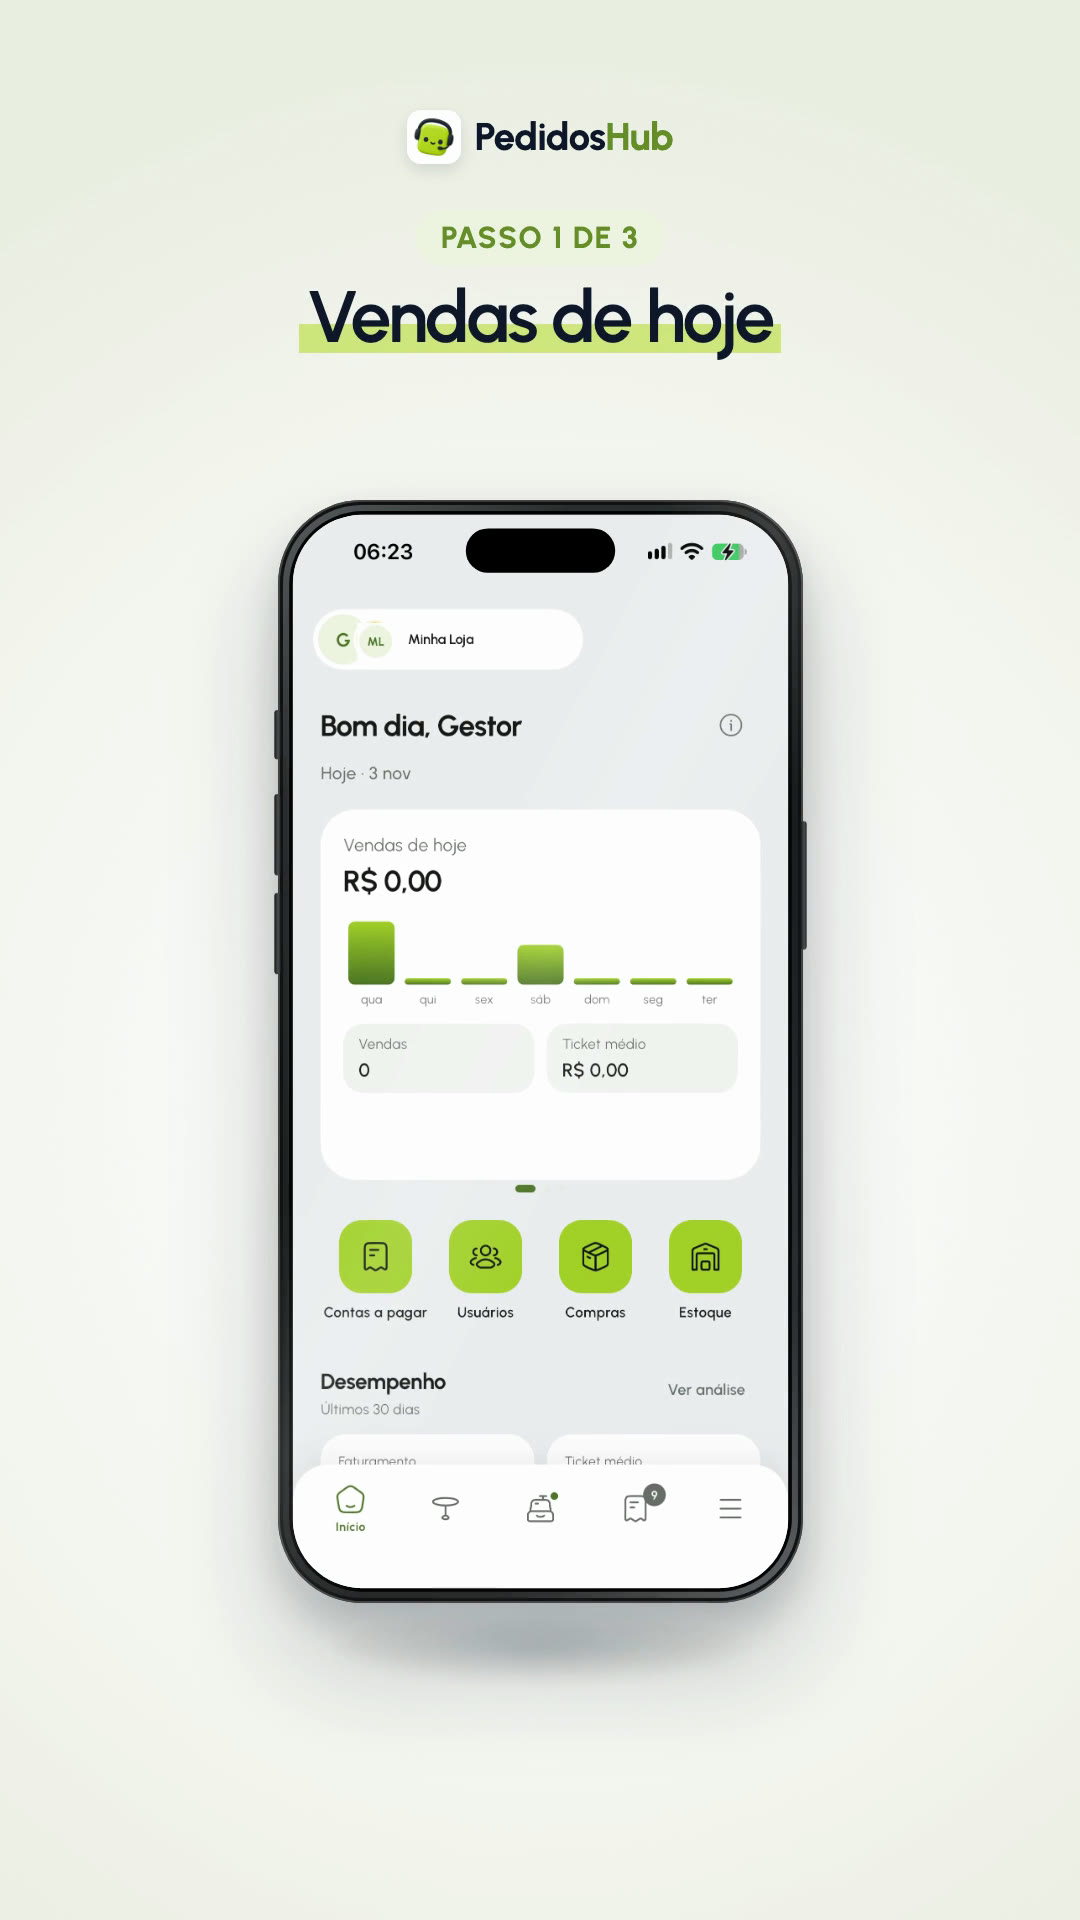 PedidosHub
PASSO 1 DE 3
Vendas de hoje
06:23
G ML Minha Loja
Bom dia, Gestor
Hoje · 3 nov
Vendas de hoje
R$ 0,00
qua qui sex sáb dom seg ter
Vendas Ticket médio
0 R$ 0,00
Contas a pagar Usuários Compras Estoque
Desempenho
Ver análise
Últimos 30 dias
Faturamento Ticket médio
9
Início